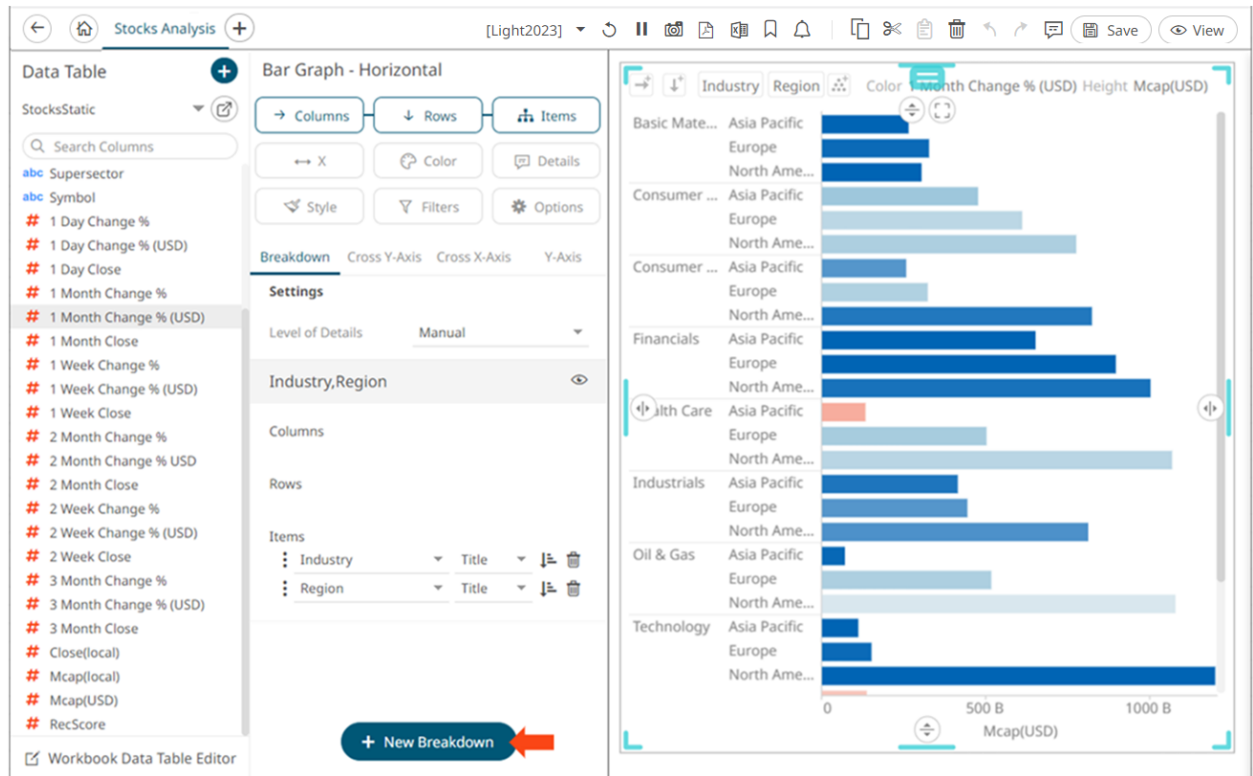 Stocks Analysis
[Light2023]
Save
View
Data Table
StocksStatic
Search Columns
abc Supersector
abc Symbol
# 1 Day Change %
# 1 Day Change % (USD)
# 1 Day Close
# 1 Month Change %
# 1 Month Change % (USD)
# 1 Month Close
# 1 Week Change %
# 1 Week Change % (USD)
# 1 Week Close
# 2 Month Change %
# 2 Month Change % USD
# 2 Month Close
# 2 Week Change %
# 2 Week Change % (USD)
# 2 Week Close
# 3 Month Change %
# 3 Month Change % (USD)
# 3 Month Close
# Close(local)
# Mcap(local)
# Mcap(USD)
# RecScore
Workbook Data Table Editor
Bar Graph - Horizontal
Columns Rows Items
X Color Details
Style Filters Options
Breakdown Cross Y-Axis Cross X-Axis Y-Axis
Settings
Level of Details Manual
Industry,Region
Columns
Rows
Items
Industry Title
Region Title
+ New Breakdown
Industry Region Color 1 Month Change % (USD) Height Mcap(USD)
Basic Mate... Asia Pacific
Europe
North Ame...
Consumer ... Asia Pacific
Europe
North Ame...
Consumer ... Asia Pacific
Europe
North Ame...
Financials Asia Pacific
Europe
North Ame...
lth Care Asia Pacific
Europe
North Ame...
Industrials Asia Pacific
Europe
North Ame...
Oil & Gas Asia Pacific
Europe
North Ame...
Technology Asia Pacific
Europe
North Ame...
0 500 B 1000 B
Mcap(USD)